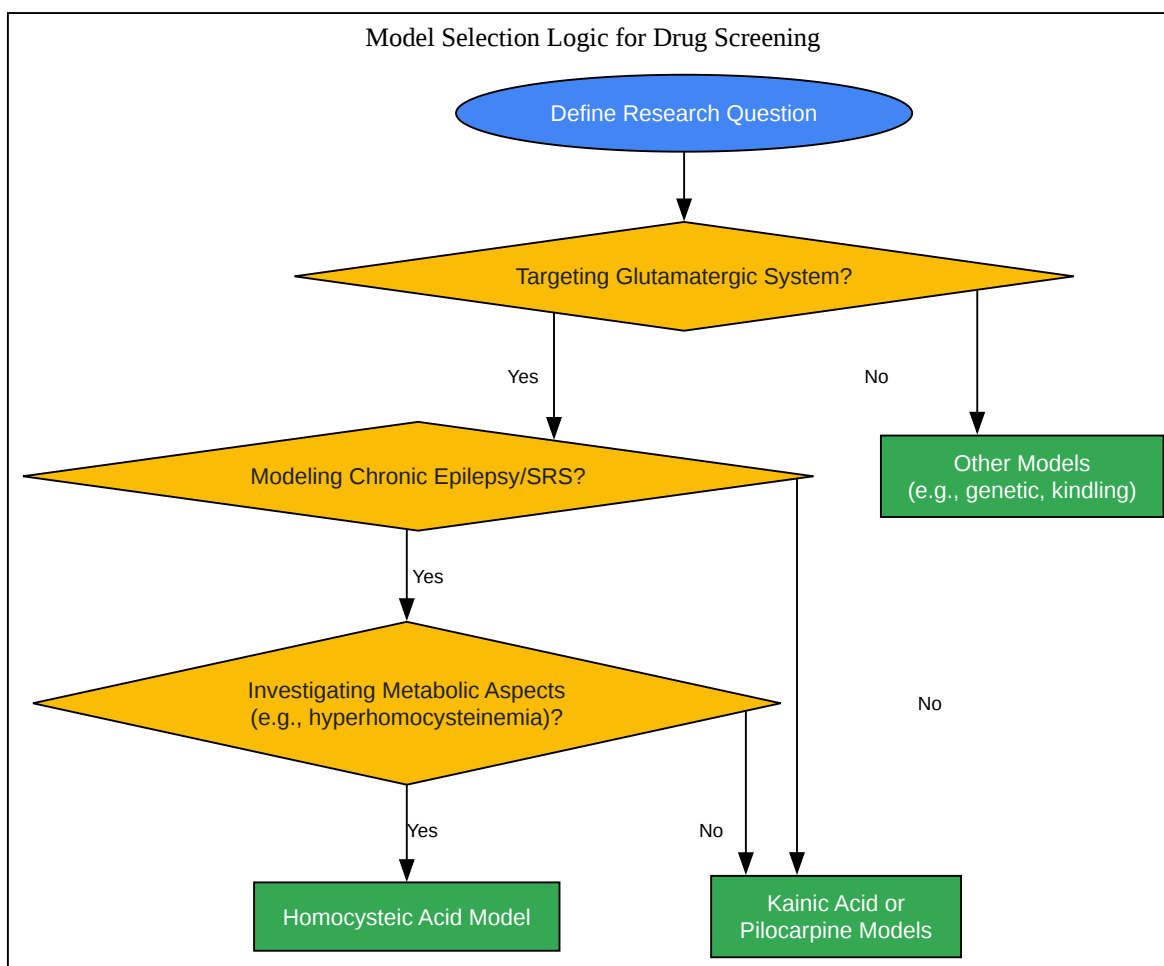 Model Selection Logic for Drug Screening
Define Research Question
Targeting Glutamatergic System?
Yes
No
Modeling Chronic Epilepsy/SRS?
Other Models
(e.g., genetic, kindling)
Yes
Investigating Metabolic Aspects
(e.g., hyperhomocysteinemia)?
No
Yes
No
Homocysteic Acid Model
Kainic Acid or
Pilocarpine Models